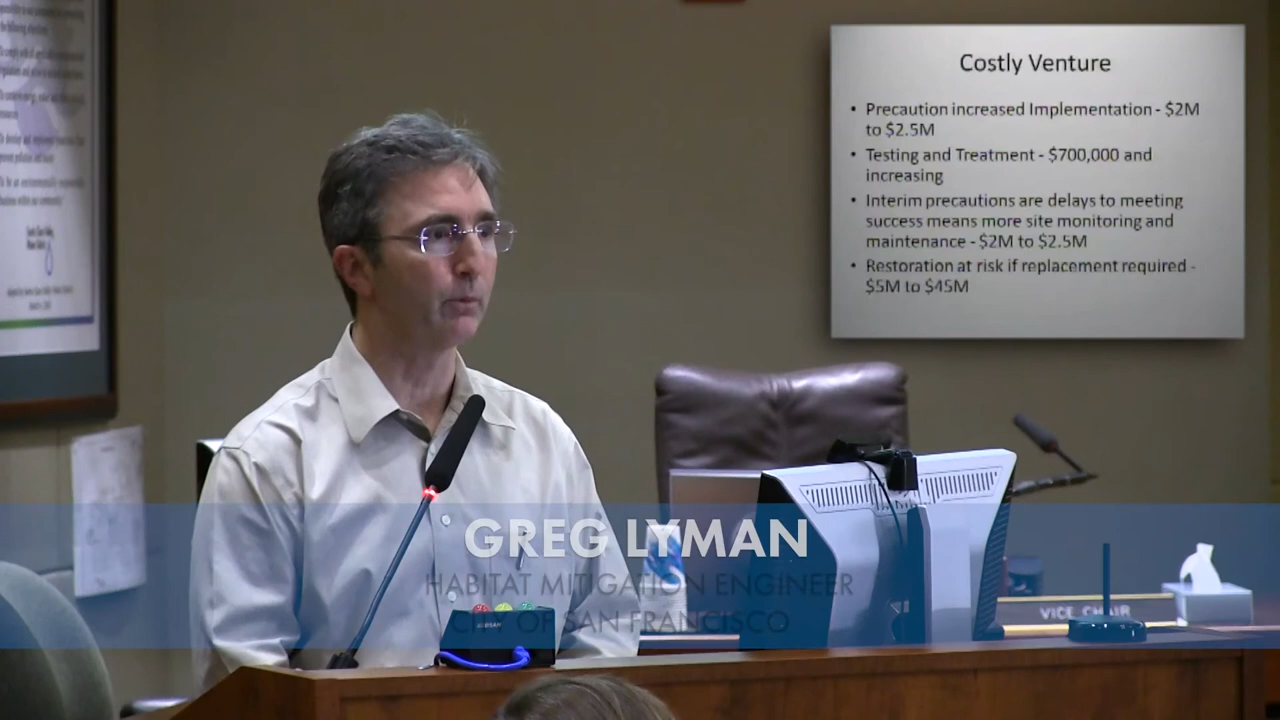 Costly Venture
• Precaution increased Implementation - $2M
to $2.5M
• Testing and Treatment - $700,000 and
increasing
• Interim precautions are delays to meeting
success means more site monitoring and
maintenance - $2M to $2.5M
• Restoration at risk if replacement required -
$5M to $45M
GREG LYMAN
HABITAT MITIGATION ENGINEER
CITY OF SAN FRANCISCO
VICE CHAIR